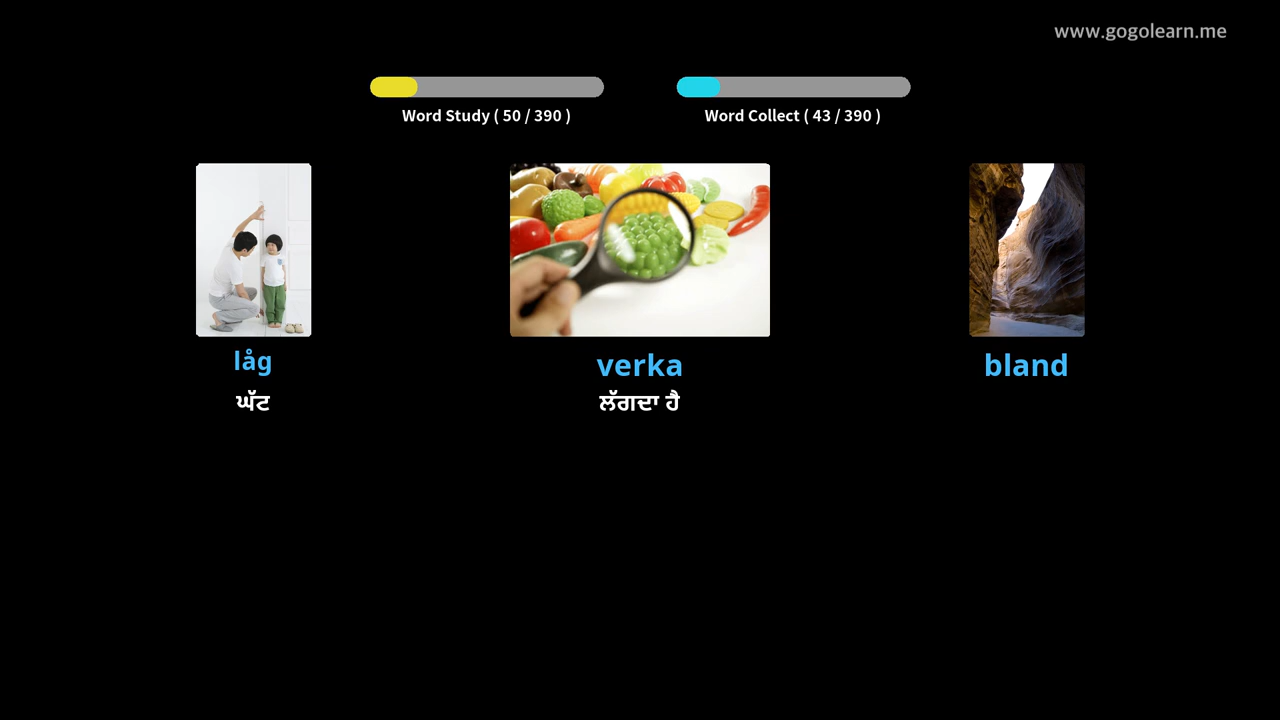 www.gogolearn.me
Word Study ( 50 / 390 )
Word Collect ( 43 / 390 )
låg
verka
bland
ਘੱਟ
ਲੱਗਦਾ ਹੈ